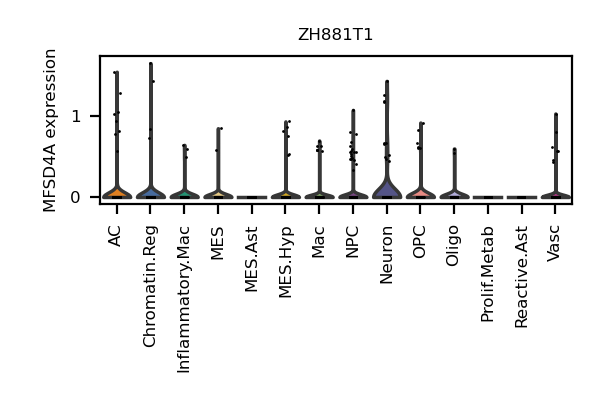 ZH881T1
MFSD4A expression
1
0
AC
Chromatin.Reg
Inflammatory.Mac
MES
MES.Ast
MES.Hyp
Mac
NPC
Neuron
OPC
Oligo
Prolif.Metab
Reactive.Ast
Vasc